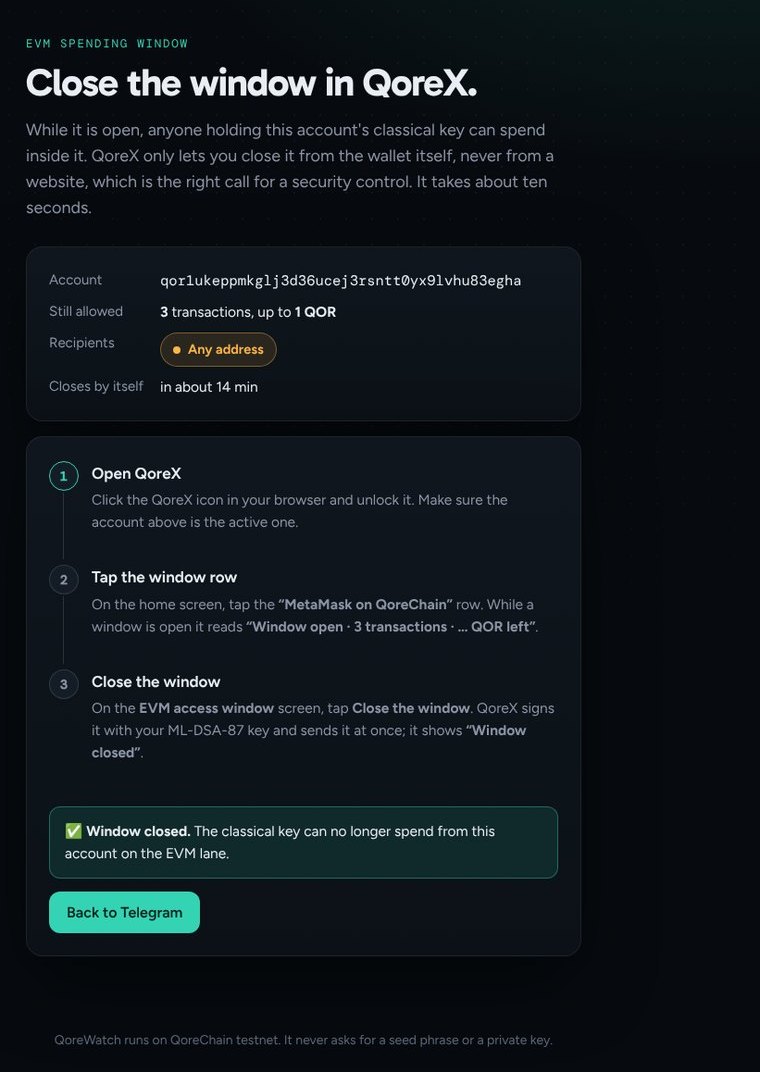 EVM SPENDING WINDOW
Close the window in QoreX.
While it is open, anyone holding this account's classical key can spend
inside it. QoreX only lets you close it from the wallet itself, never from a
website, which is the right call for a security control. It takes about ten
seconds.
Account qor1ukeppmkglj3d36ucej3rsntt0yx9lvhu83egha
Still allowed 3 transactions, up to 1 QOR
Recipients Any address
Closes by itself in about 14 min
1 Open QoreX
Click the QoreX icon in your browser and unlock it. Make sure the
account above is the active one.
2 Tap the window row
On the home screen, tap the “MetaMask on QoreChain” row. While a
window is open it reads “Window open · 3 transactions · … QOR left”.
3 Close the window
On the EVM access window screen, tap Close the window. QoreX signs
it with your ML-DSA-87 key and sends it at once; it shows “Window
closed”.
✅ Window closed. The classical key can no longer spend from this
account on the EVM lane.
Back to Telegram
QoreWatch runs on QoreChain testnet. It never asks for a seed phrase or a private key.